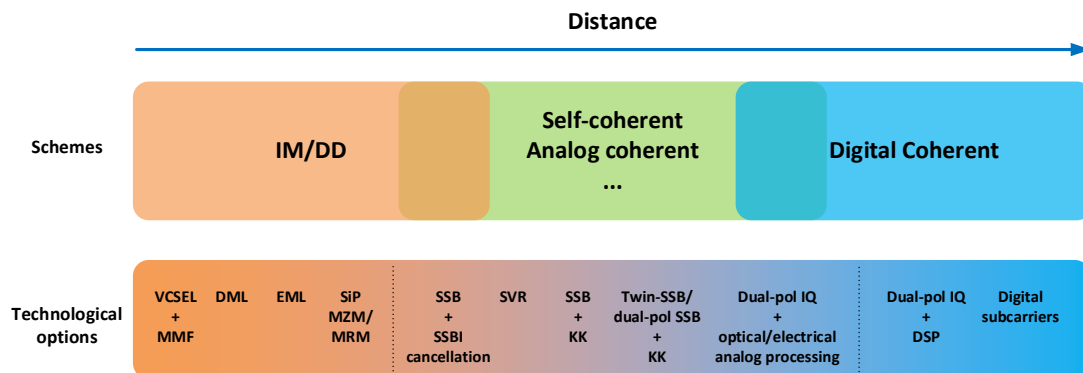 Distance
Schemes
IM/DD
Self-coherent
Analog coherent
...
Digital Coherent
Technological
options
VCSEL
+
MMF
DML
EML
SiP
MZM/
MRM
SSB
+
SSBI
cancellation
SVR
SSB
+
KK
Twin-SSB/
dual-pol SSB
+
KK
Dual-pol IQ
+
optical/electrical
analog processing
Dual-pol IQ
+
DSP
Digital
subcarriers